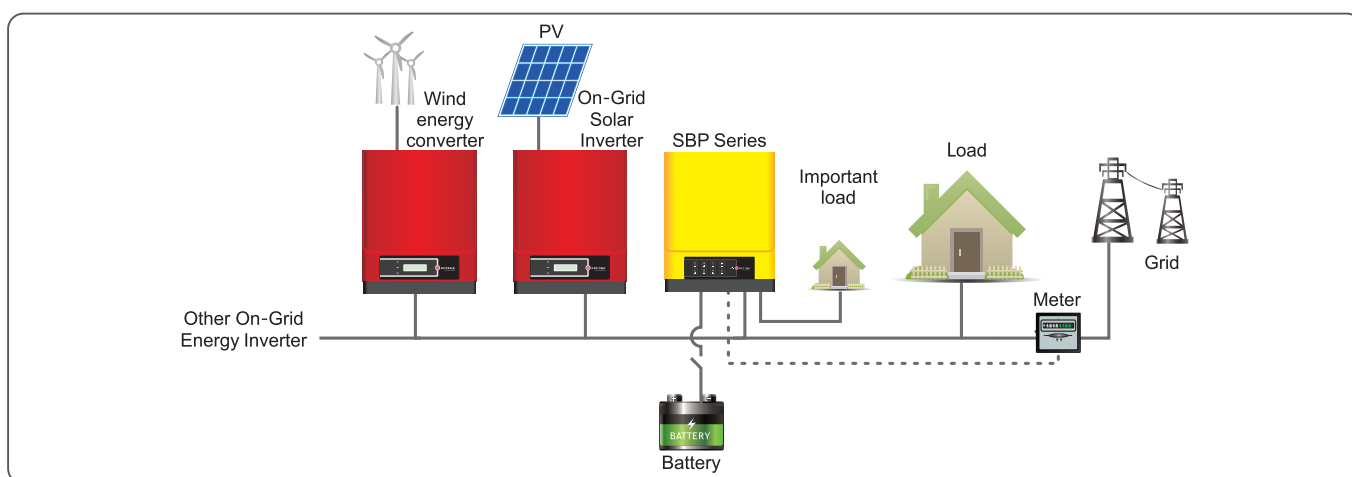 PV
Wind
energy
converter
On-Grid
Solar
Inverter
SBP Series
Important
load
Load
Grid
Meter
Other On-Grid
Energy Inverter
BATTERY
Battery